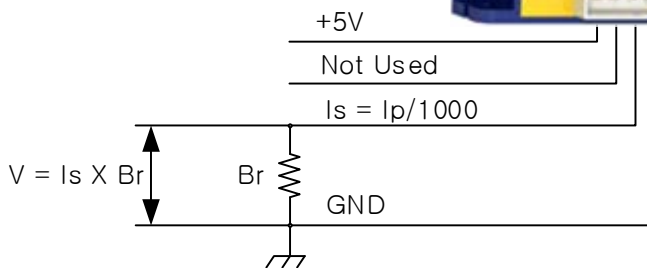 +5V
Not Used
Is = Ip/1000
V = Is X Br
Br
GND